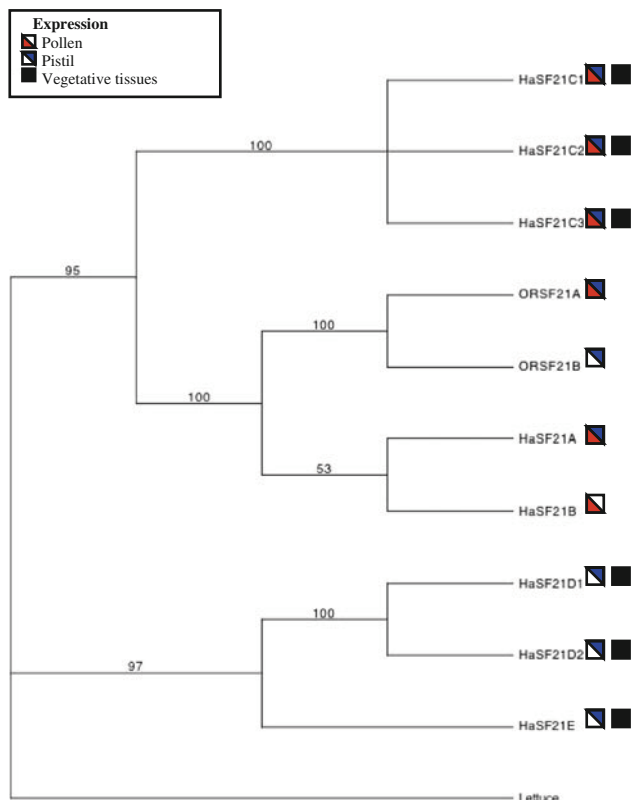 Expression
Pollen
Pistil
Vegetative tissues
HaSF21C1
100
HaSF21C2
HaSF21C3
95
ORSF21A
100
ORSF21B
100
HaSF21A
53
HaSF21B
HaSF21D1
100
HaSF21D2
97
HaSF21E
Lettuce